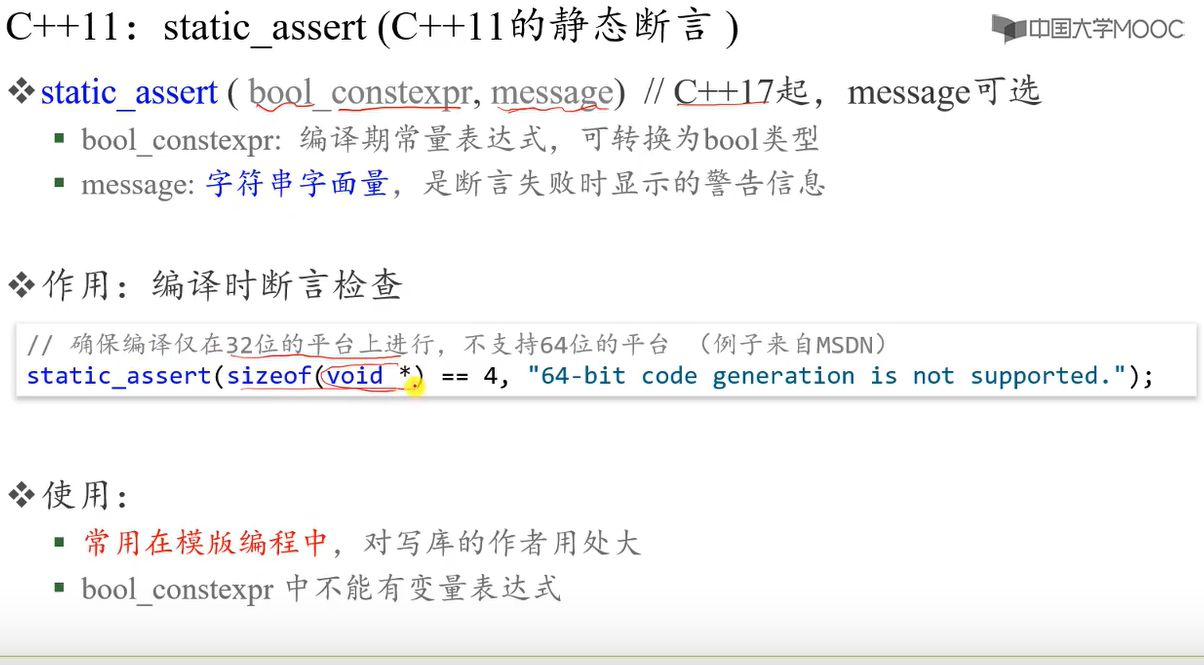 C++11：static_assert (C++11的静态断言 )
中国大学MOOC
❖static_assert ( bool_constexpr, message) // C++17起，message可选
▪ bool_constexpr: 编译期常量表达式，可转换为bool类型
▪ message: 字符串字面量，是断言失败时显示的警告信息
❖作用：编译时断言检查
// 确保编译仅在32位的平台上进行，不支持64位的平台 （例子来自MSDN）
static_assert(sizeof(void *) == 4, "64-bit code generation is not supported.");
❖使用：
▪ 常用在模版编程中，对写库的作者用处大
▪ bool_constexpr 中不能有变量表达式